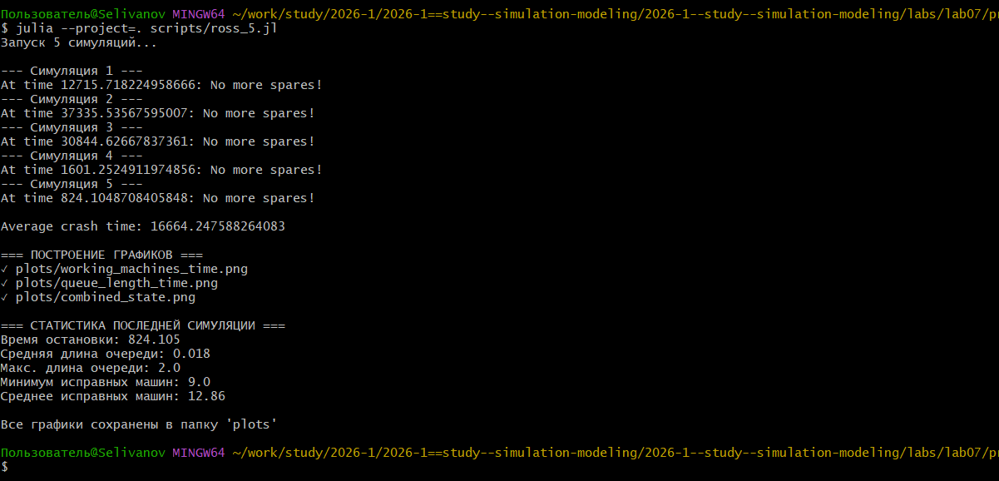 Пользователь@Selivanov MINGW64 ~/work/study/2026-1/2026-1==study--simulation-modeling/2026-1--study--simulation-modeling/labs/lab07/pr
$ julia --project=. scripts/ross_5.jl
Запуск 5 симуляций...
--- Симуляция 1 ---
At time 12715.718224958666: No more spares!
--- Симуляция 2 ---
At time 37335.53567595007: No more spares!
--- Симуляция 3 ---
At time 30844.62667837361: No more spares!
--- Симуляция 4 ---
At time 1601.2524911974856: No more spares!
--- Симуляция 5 ---
At time 824.1048708405848: No more spares!
Average crash time: 16664.247588264083
=== ПОСТРОЕНИЕ ГРАФИКОВ ===
✓ plots/working_machines_time.png
✓ plots/queue_length_time.png
✓ plots/combined_state.png
=== СТАТИСТИКА ПОСЛЕДНЕЙ СИМУЛЯЦИИ ===
Время остановки: 824.105
Средняя длина очереди: 0.018
Макс. длина очереди: 2.0
Минимум исправных машин: 9.0
Среднее исправных машин: 12.86
Все графики сохранены в папку 'plots'
Пользователь@Selivanov MINGW64 ~/work/study/2026-1/2026-1==study--simulation-modeling/2026-1--study--simulation-modeling/labs/lab07/pr
$